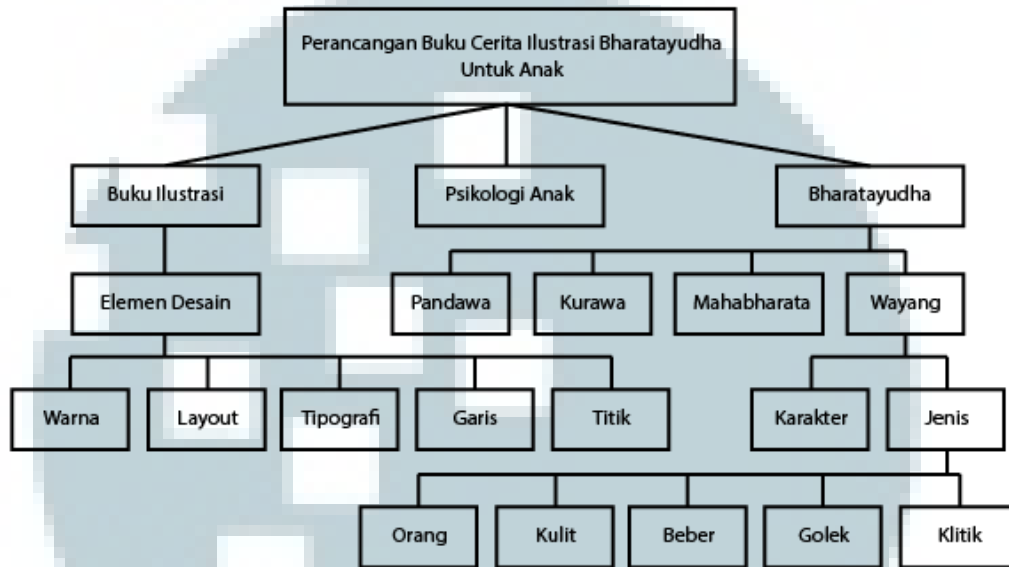 Perancangan Buku Cerita Ilustrasi Bharatayudha
Untuk Anak
Buku Ilustrasi
Psikologi Anak
Bharatayudha
Elemen Desain
Pandawa
Kurawa
Mahabharata
Wayang
Warna
Layout
Tipografi
Garis
Titik
Karakter
Jenis
Orang
Kulit
Beber
Golek
Klitik